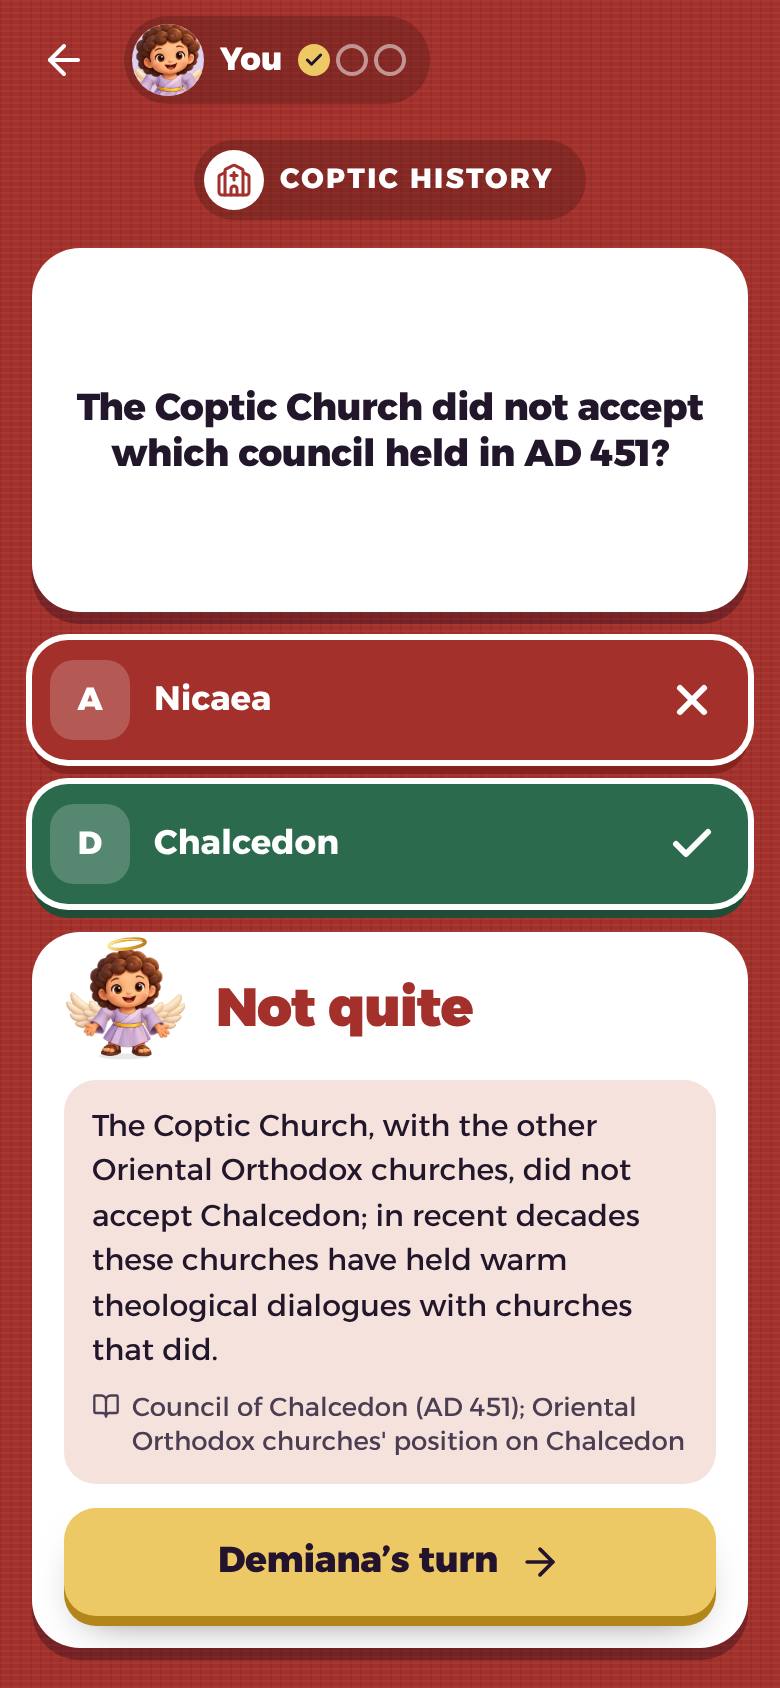 You
COPTIC HISTORY
The Coptic Church did not accept
which council held in AD 451?
A Nicaea
D Chalcedon
Not quite
The Coptic Church, with the other
Oriental Orthodox churches, did not
accept Chalcedon; in recent decades
these churches have held warm
theological dialogues with churches
that did.
Council of Chalcedon (AD 451); Oriental
Orthodox churches' position on Chalcedon
Demiana’s turn